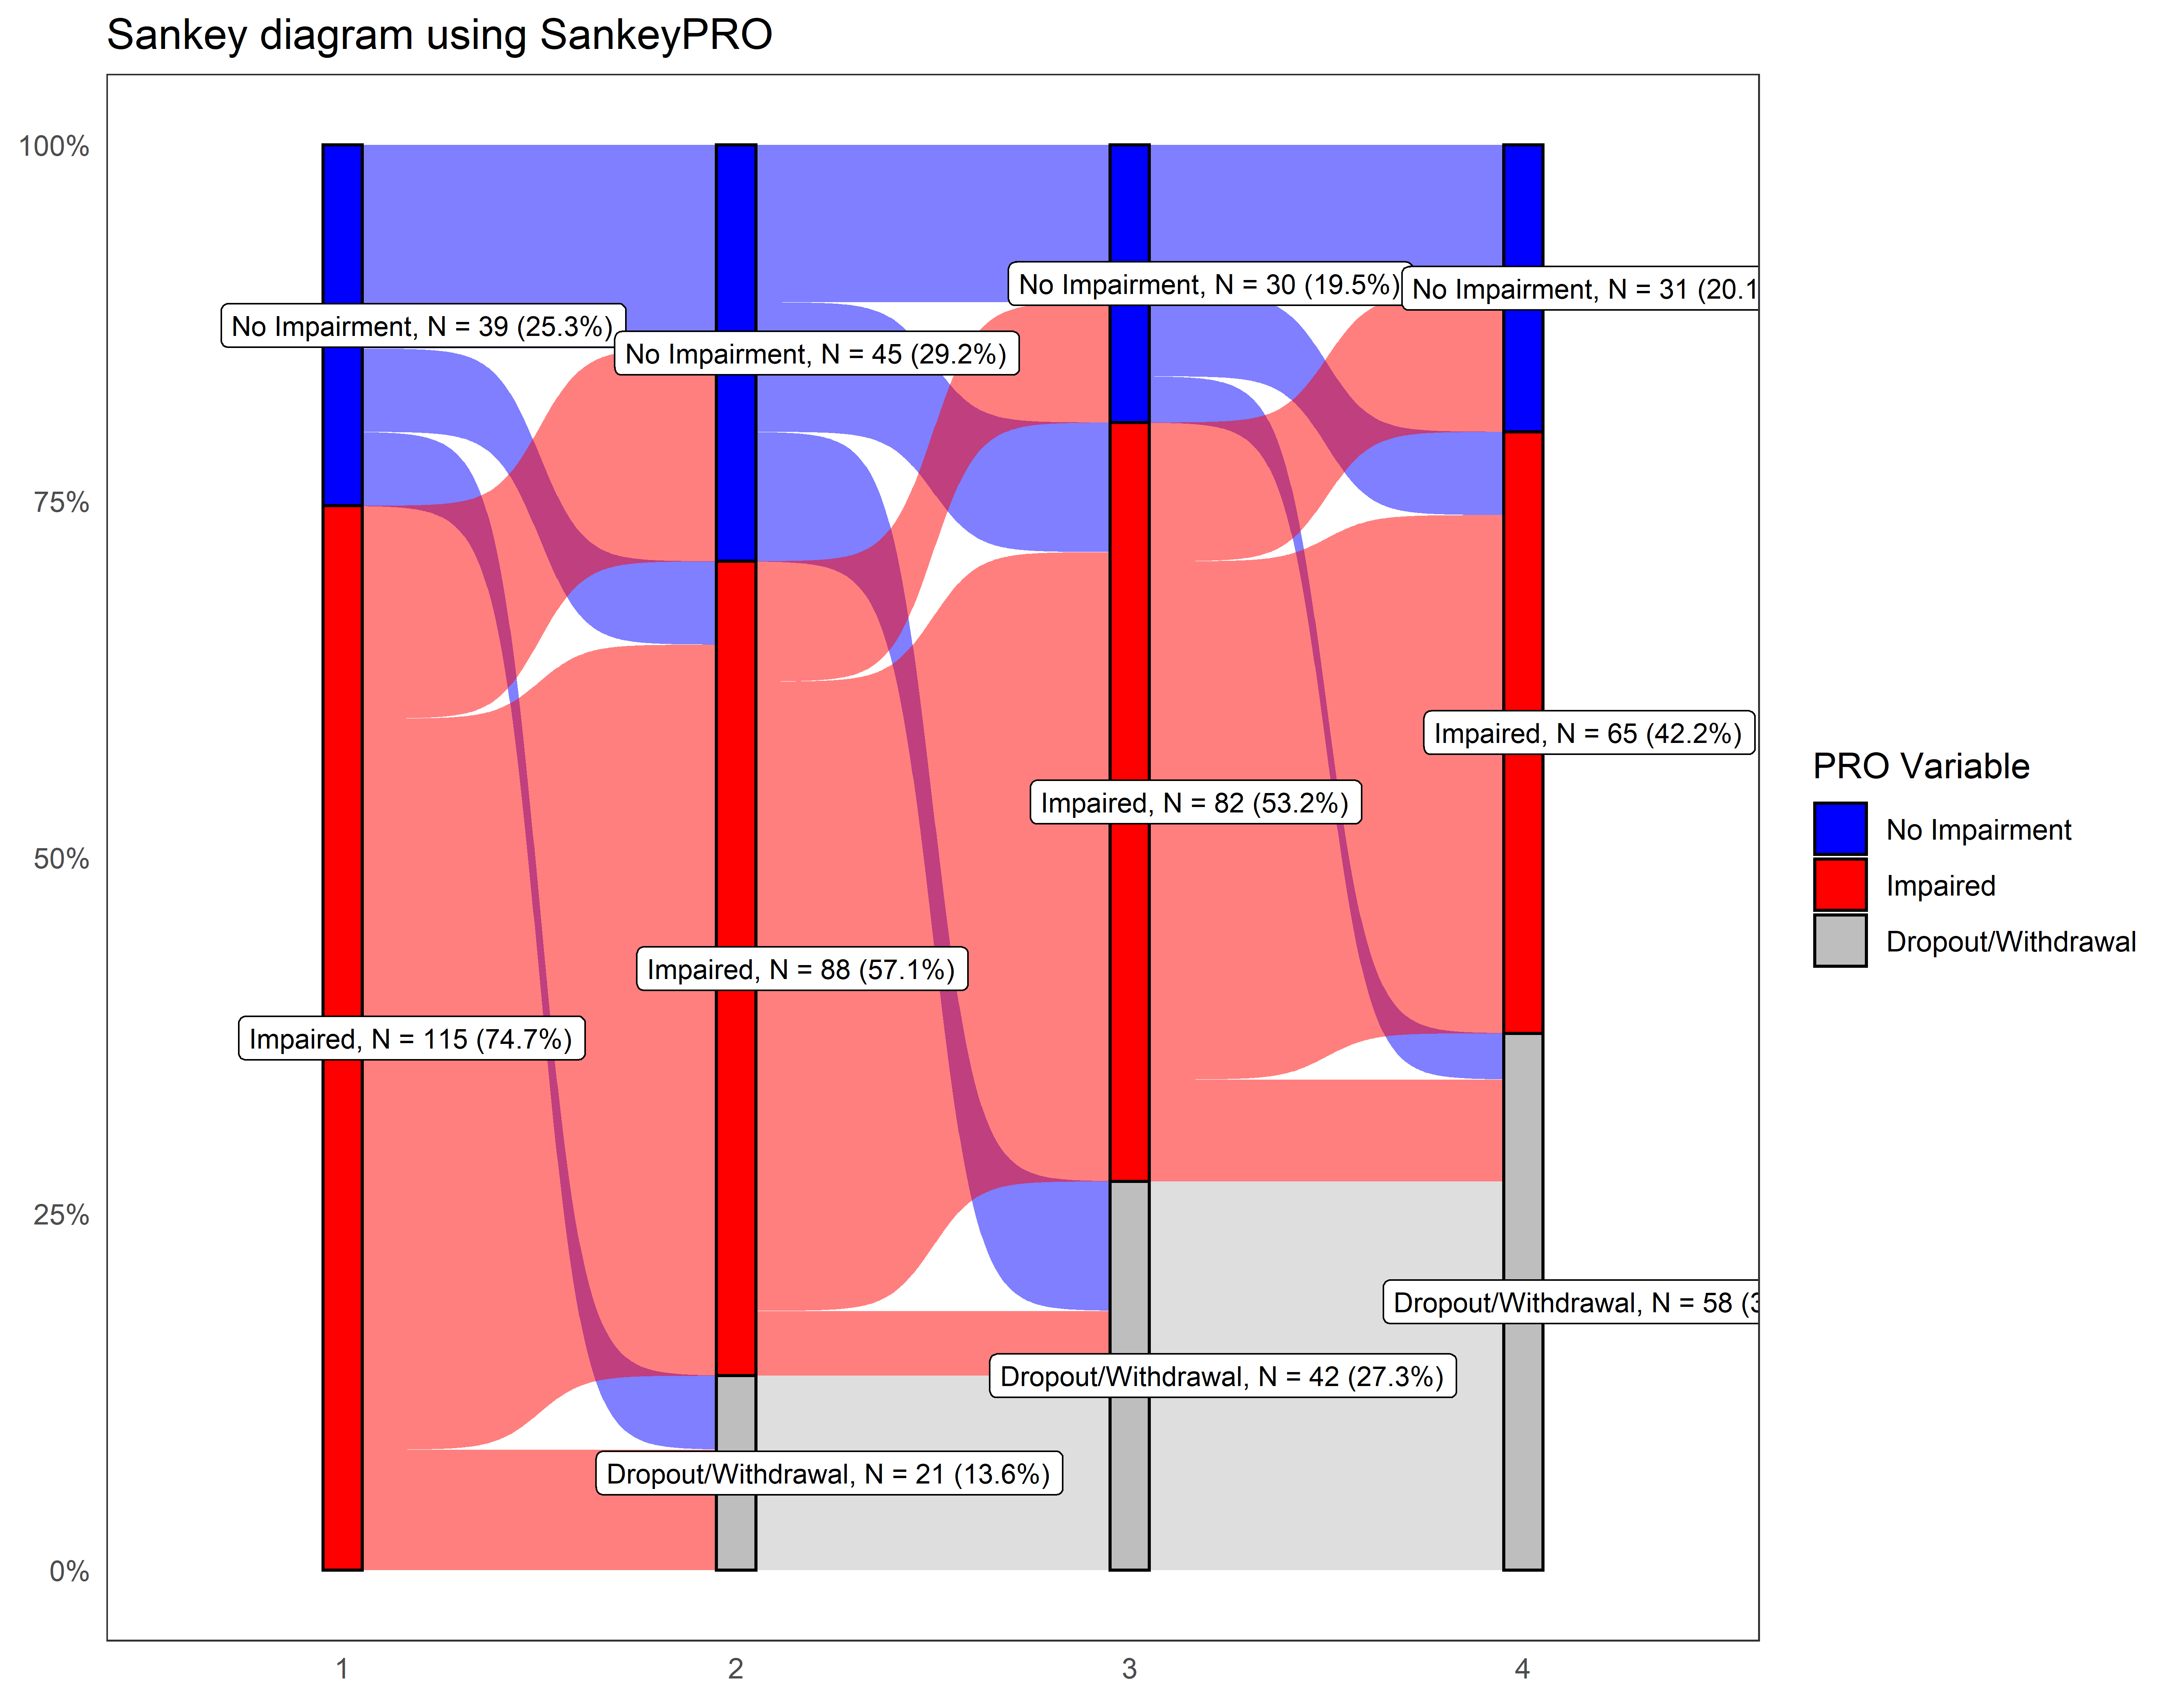 Sankey diagram using SankeyPRO
100%
75%
50%
25%
0%
No Impairment, N = 39 (25.3%)
Impaired, N = 115 (74.7%)
No Impairment, N = 45 (29.2%)
Impaired, N = 88 (57.1%)
Dropout/Withdrawal, N = 21 (13.6%)
No Impairment, N = 30 (19.5%)
Impaired, N = 82 (53.2%)
Dropout/Withdrawal, N = 42 (27.3%)
No Impairment, N = 31 (20.1
Impaired, N = 65 (42.2%)
Dropout/Withdrawal, N = 58 (3
1
2
3
4
PRO Variable
No Impairment
Impaired
Dropout/Withdrawal